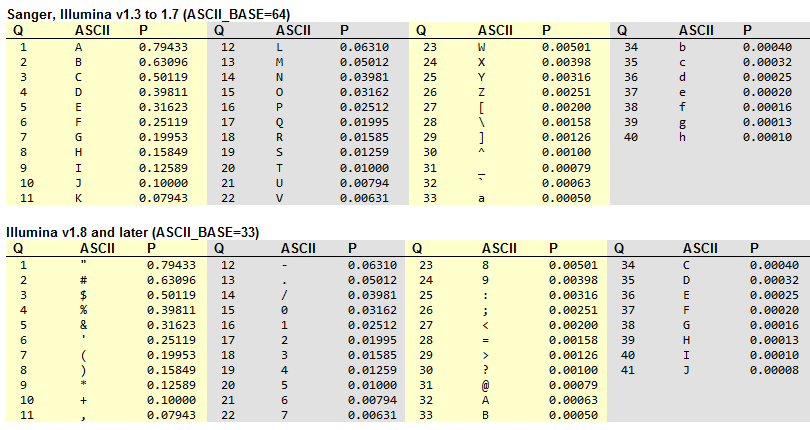 Sanger, Illumina v1.3 to 1.7 (ASCII_BASE=64)
Q ASCII P Q ASCII P Q ASCII P Q ASCII P
1 A 0.79433 12 L 0.06310 23 W 0.00501 34 b 0.00040
2 B 0.63096 13 M 0.05012 24 X 0.00398 35 c 0.00032
3 C 0.50119 14 N 0.03981 25 Y 0.00316 36 d 0.00025
4 D 0.39811 15 O 0.03162 26 Z 0.00251 37 e 0.00020
5 E 0.31623 16 P 0.02512 27 [ 0.00200 38 f 0.00016
6 F 0.25119 17 Q 0.01995 28 \ 0.00158 39 g 0.00013
7 G 0.19953 18 R 0.01585 29 ] 0.00126 40 h 0.00010
8 H 0.15849 19 S 0.01259 30 ^ 0.00100
9 I 0.12589 20 T 0.01000 31 _ 0.00079
10 J 0.10000 21 U 0.00794 32 ` 0.00063
11 K 0.07943 22 V 0.00631 33 a 0.00050
Illumina v1.8 and later (ASCII_BASE=33)
Q ASCII P Q ASCII P Q ASCII P Q ASCII P
1 " 0.79433 12 - 0.06310 23 8 0.00501 34 C 0.00040
2 # 0.63096 13 . 0.05012 24 9 0.00398 35 D 0.00032
3 $ 0.50119 14 / 0.03981 25 : 0.00316 36 E 0.00025
4 % 0.39811 15 0 0.03162 26 ; 0.00251 37 F 0.00020
5 & 0.31623 16 1 0.02512 27 < 0.00200 38 G 0.00016
6 ' 0.25119 17 2 0.01995 28 = 0.00158 39 H 0.00013
7 ( 0.19953 18 3 0.01585 29 > 0.00126 40 I 0.00010
8 ) 0.15849 19 4 0.01259 30 ? 0.00100 41 J 0.00008
9 * 0.12589 20 5 0.01000 31 @ 0.00079
10 + 0.10000 21 6 0.00794 32 A 0.00063
11 , 0.07943 22 7 0.00631 33 B 0.00050